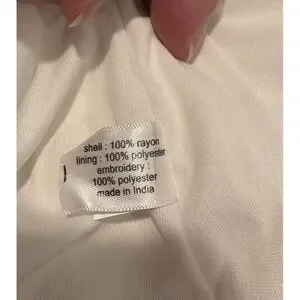 shell : 100% rayon
lining : 100% polyester
embroidery :
100% polyester
made in India